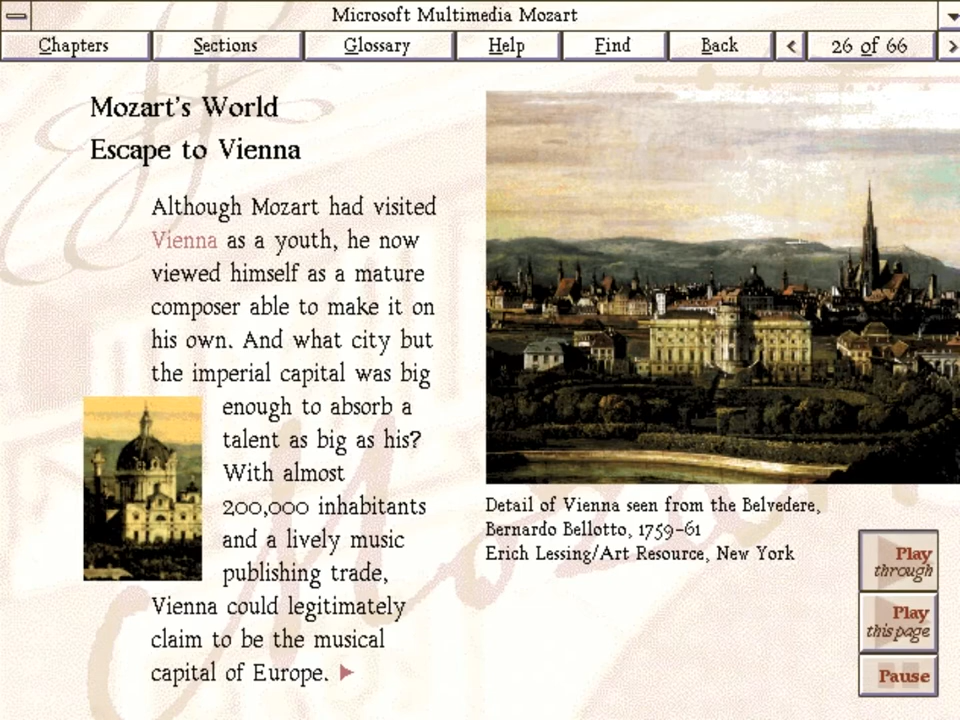 Microsoft Multimedia Mozart
Chapters Sections Glossary Help Find Back < 26 of 66 >
Mozart's World
Escape to Vienna
Although Mozart had visited
Vienna as a youth, he now
viewed himself as a mature
composer able to make it on
his own. And what city but
the imperial capital was big
enough to absorb a
talent as big as his?
With almost
200,000 inhabitants
and a lively music
publishing trade,
Vienna could legitimately
claim to be the musical
capital of Europe.
Detail of Vienna seen from the Belvedere,
Bernardo Bellotto, 1759-61
Erich Lessing/Art Resource, New York
Play
through
Play
this page
Pause